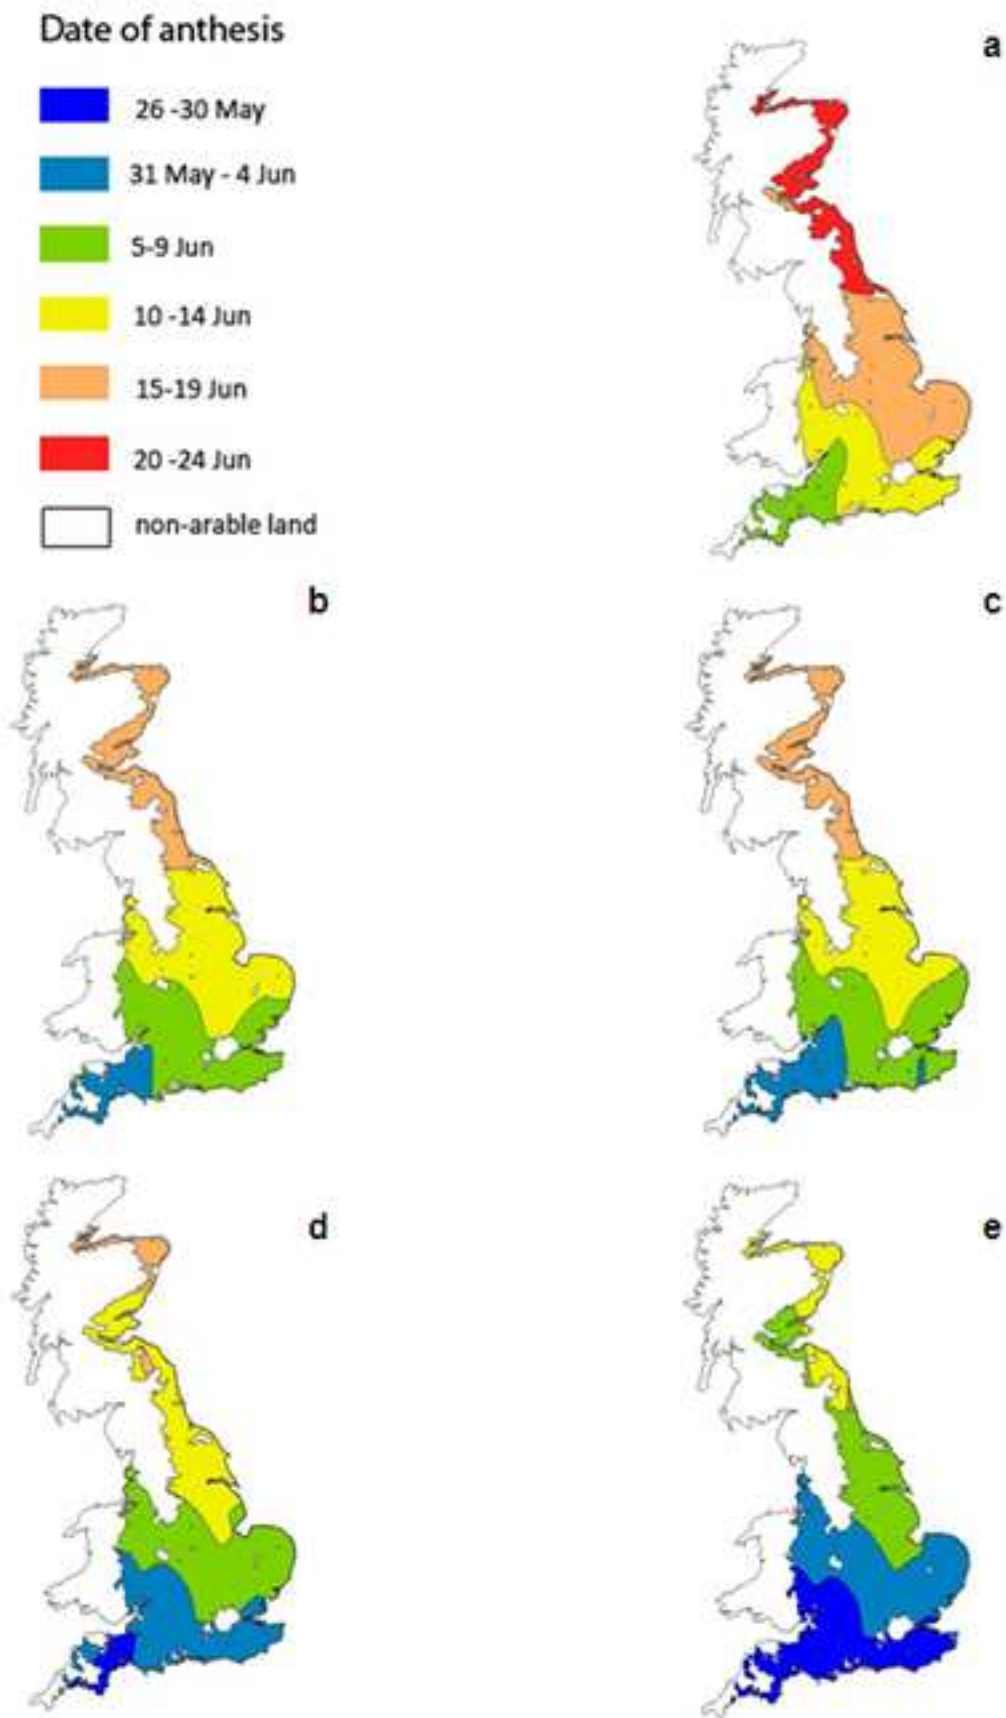 Date of anthesis
26 -30 May
31 May - 4 Jun
5-9 Jun
10 -14 Jun
15-19 Jun
20 -24 Jun
non-arable land
a
b
c
d
e